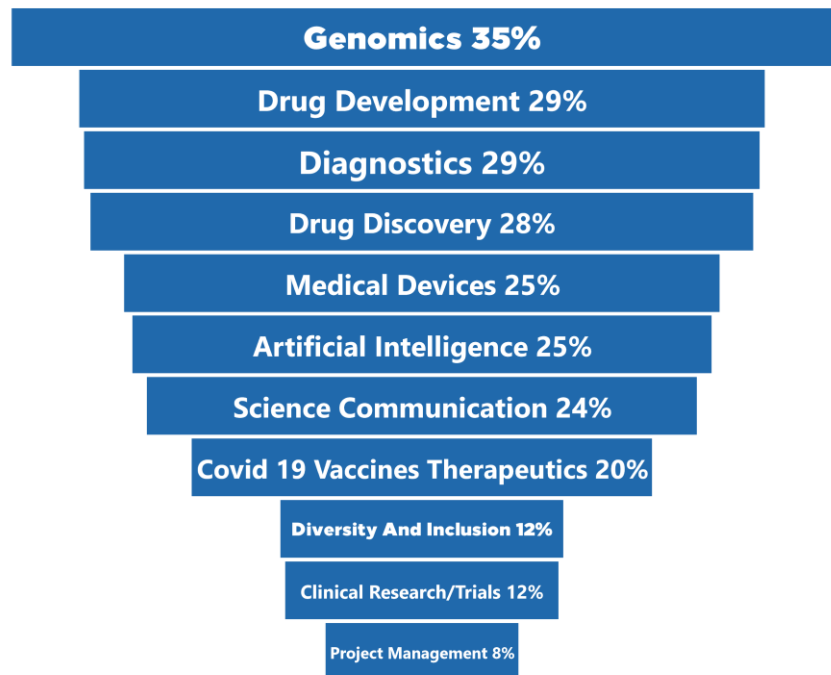 Genomics 35%
Drug Development 29%
Diagnostics 29%
Drug Discovery 28%
Medical Devices 25%
Artificial Intelligence 25%
Science Communication 24%
Covid 19 Vaccines Therapeutics 20%
Diversity And Inclusion 12%
Clinical Research/Trials 12%
Project Management 8%